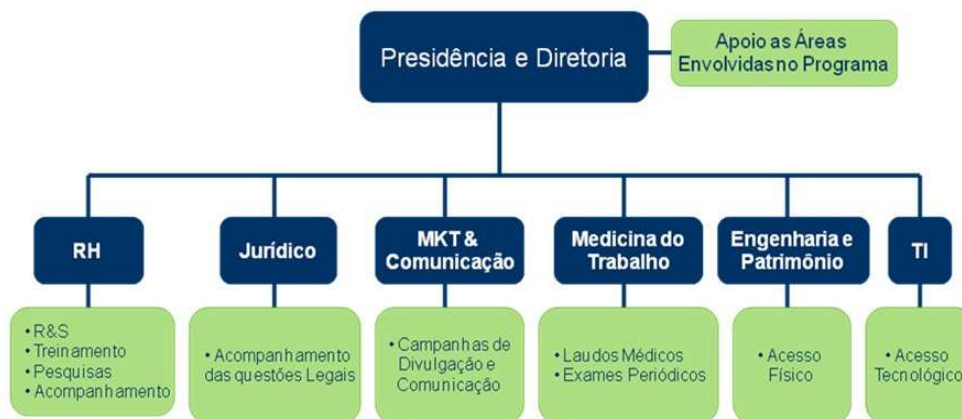 Presidência e Diretoria
Apoio as Áreas
Envolvidas no Programa
RH
Jurídico
MKT &
Comunicação
Medicina do
Trabalho
Engenharia e
Patrimônio
TI
• R&S
• Treinamento
• Pesquisas
• Acompanhamento
• Acompanhamento
das questões Legais
• Campanhas de
Divulgação e
Comunicação
• Laudos Médicos
• Exames Periódicos
• Acesso
Físico
• Acesso
Tecnológico